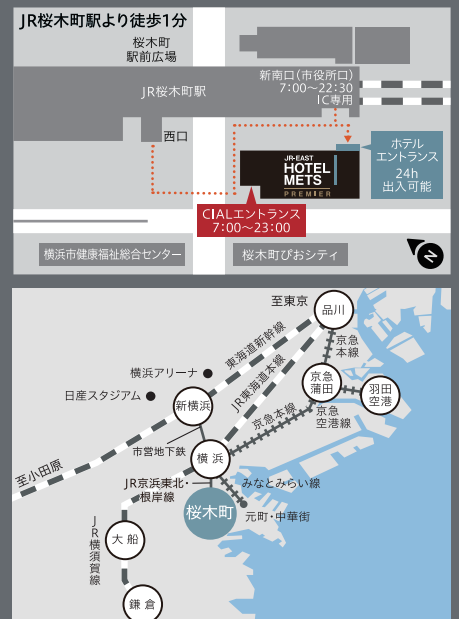 JR桜木町駅より徒歩1分
桜木町
駅前広場
新南口(市役所口)
7:00〜22:30
IC専用
JR桜木町駅
西口
ホテル
エントランス
24h
出入可能
JR-EAST
HOTEL
METS
PREMIER
CIALエントランス
7:00〜23:00
横浜市健康福祉総合センター
桜木町ぴおシティ
N
至東京
品川
京急
本線
東海道新幹線
横浜アリーナ
JR東海道本線
京急
蒲田
羽田
空港
日産スタジアム
新横浜
京急本線
京急
空港線
市営地下鉄
横浜
至小田原
JR京浜東北・
根岸線
みなとみらい線
桜木町
元町・中華街
JR横須賀線
大船
鎌倉